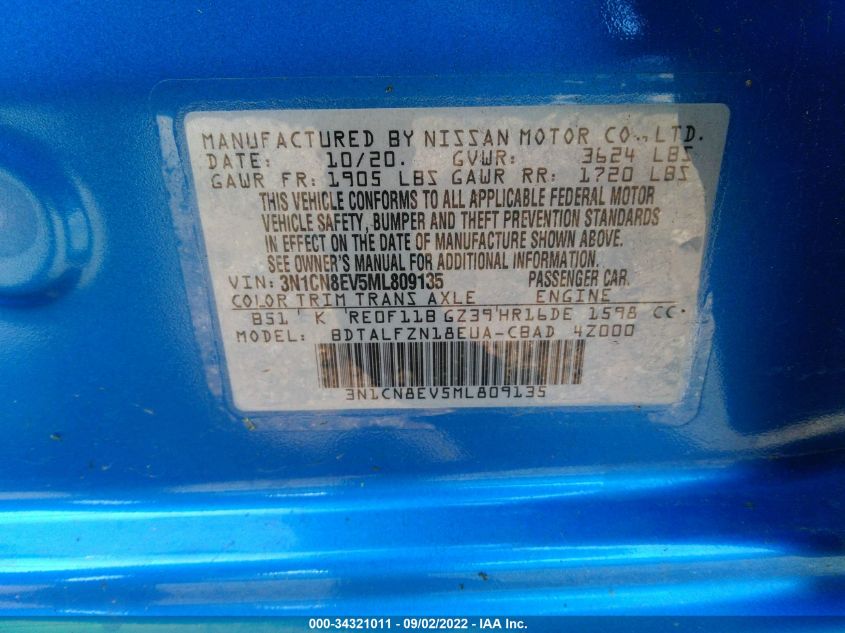 MANUFACTURED BY NISSAN MOTOR CO., LTD.
DATE: 10/20. GVWR: 3624 LBS
GAWR FR: 1905 LBS GAWR RR: 1720 LBS
THIS VEHICLE CONFORMS TO ALL APPLICABLE FEDERAL MOTOR
VEHICLE SAFETY, BUMPER AND THEFT PREVENTION STANDARDS
IN EFFECT ON THE DATE OF MANUFACTURE SHOWN ABOVE.
SEE OWNER'S MANUAL FOR ADDITIONAL INFORMATION.
VIN: 3N1CN8EV5ML809135 PASSENGER CAR.
COLOR TRIM TRANS AXLE ENGINE
B51 K RE0F11B GZ39 HR16DE 1598 CC
MODEL: BDTALFZN18EUA-CBAD 4Z000
3N1CN8EV5ML809135
000-34321011 - 09/02/2022 - IAA Inc.